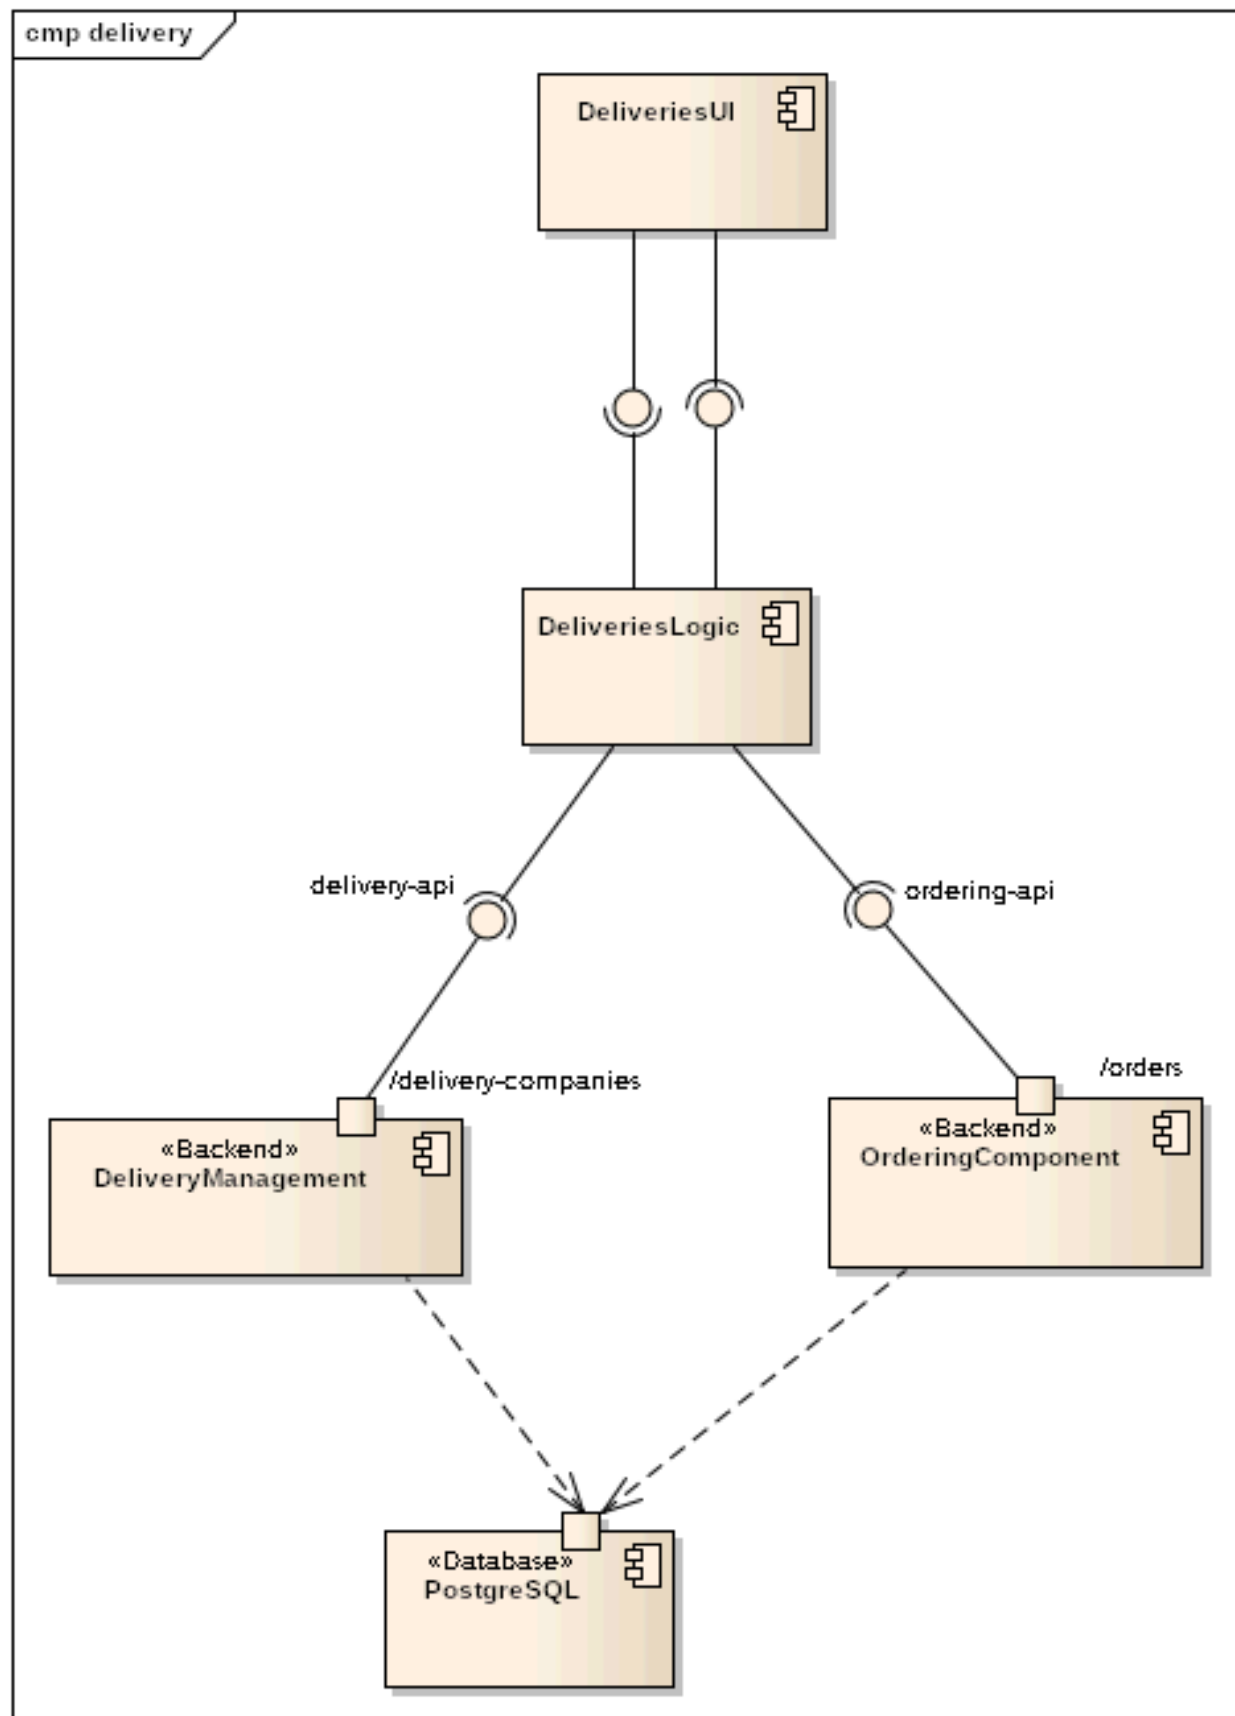 cmp delivery
DeliveriesUI
DeliveriesLogic
delivery-api
ordering-api
/delivery-companies
/orders
«Backend»
DeliveryManagement
«Backend»
OrderingComponent
«Database»
PostgreSQL